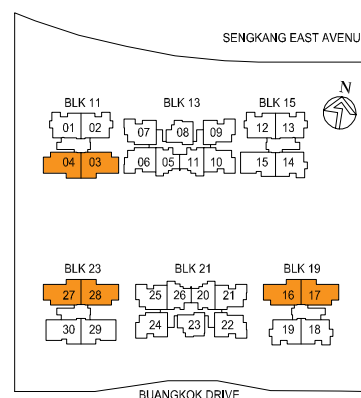 SENGKANG EAST AVENU
N
BLK 11 BLK 13 BLK 15
01 02 07 08 09 12 13
04 03 06 05 11 10 15 14
BLK 23 BLK 21 BLK 19
27 28 25 26 20 21 16 17
30 29 24 23 22 19 18
BUANGKOK DRIVE